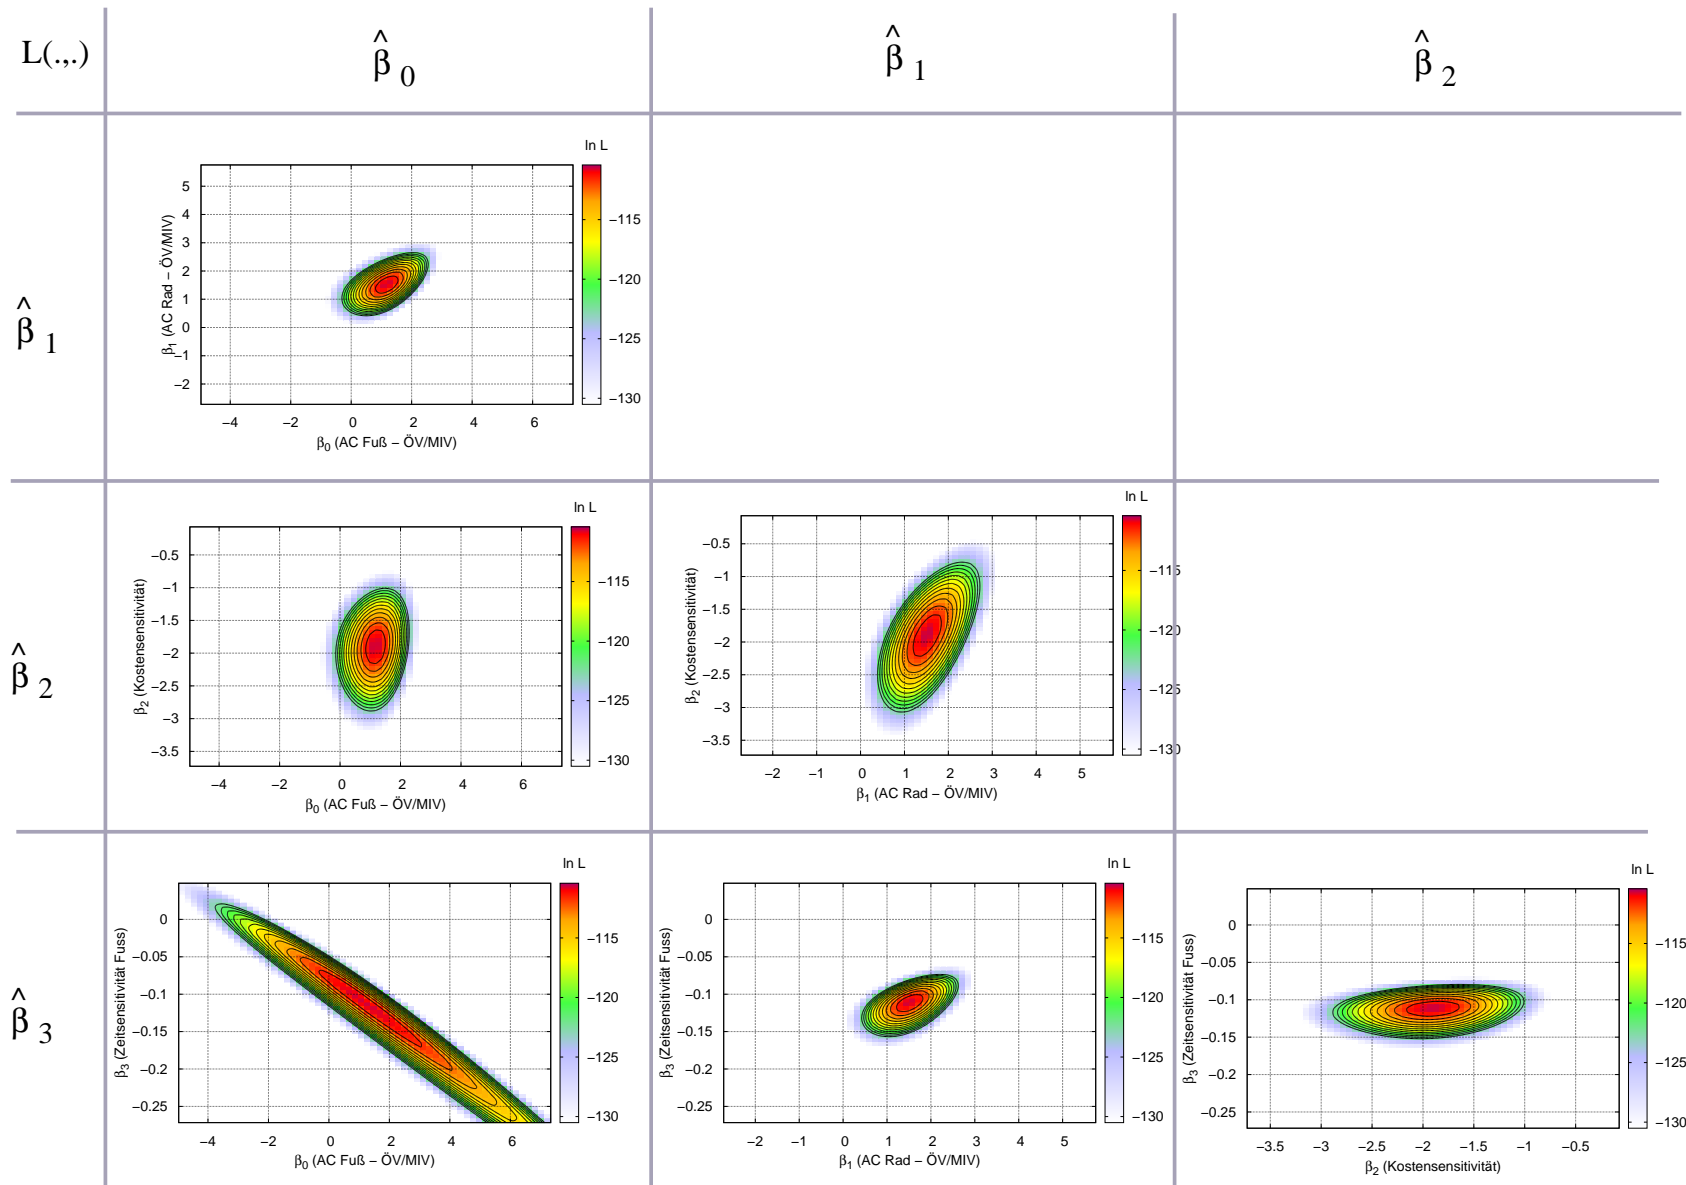 L(.,.)
β̂ 0
β̂ 1
β̂ 2
β̂ 1
ln L
5
4
3
2
1
0
−1
−2
β1 (AC Rad − ÖV/MIV)
−4 −2 0 2 4 6
β0 (AC Fuß − ÖV/MIV)
−115
−120
−125
−130
β̂ 2
ln L
−0.5
−1
−1.5
−2
−2.5
−3
−3.5
β2 (Kostensensitivität)
−4 −2 0 2 4 6
β0 (AC Fuß − ÖV/MIV)
−115
−120
−125
−130
ln L
−0.5
−1
−1.5
−2
−2.5
−3
−3.5
β2 (Kostensensitivität)
−2 −1 0 1 2 3 4 5
β1 (AC Rad − ÖV/MIV)
−115
−120
−125
−130
β̂ 3
ln L
0
−0.05
−0.1
−0.15
−0.2
−0.25
β3 (Zeitsensitivität Fuss)
−4 −2 0 2 4 6
β0 (AC Fuß − ÖV/MIV)
−115
−120
−125
−130
ln L
0
−0.05
−0.1
−0.15
−0.2
−0.25
β3 (Zeitsensitivität Fuss)
−2 −1 0 1 2 3 4 5
β1 (AC Rad − ÖV/MIV)
−115
−120
−125
−130
ln L
0
−0.05
−0.1
−0.15
−0.2
−0.25
β3 (Zeitsensitivität Fuss)
−3.5 −3 −2.5 −2 −1.5 −1 −0.5
β2 (Kostensensitivität)
−115
−120
−125
−130